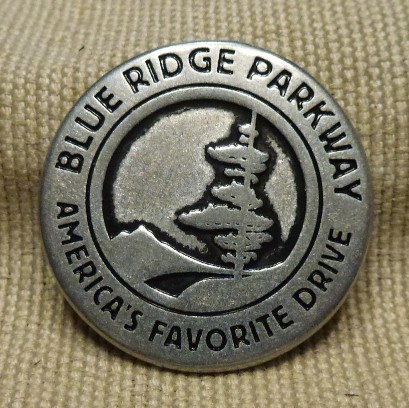 BLUE RIDGE PARKWAY
AMERICA'S FAVORITE DRIVE